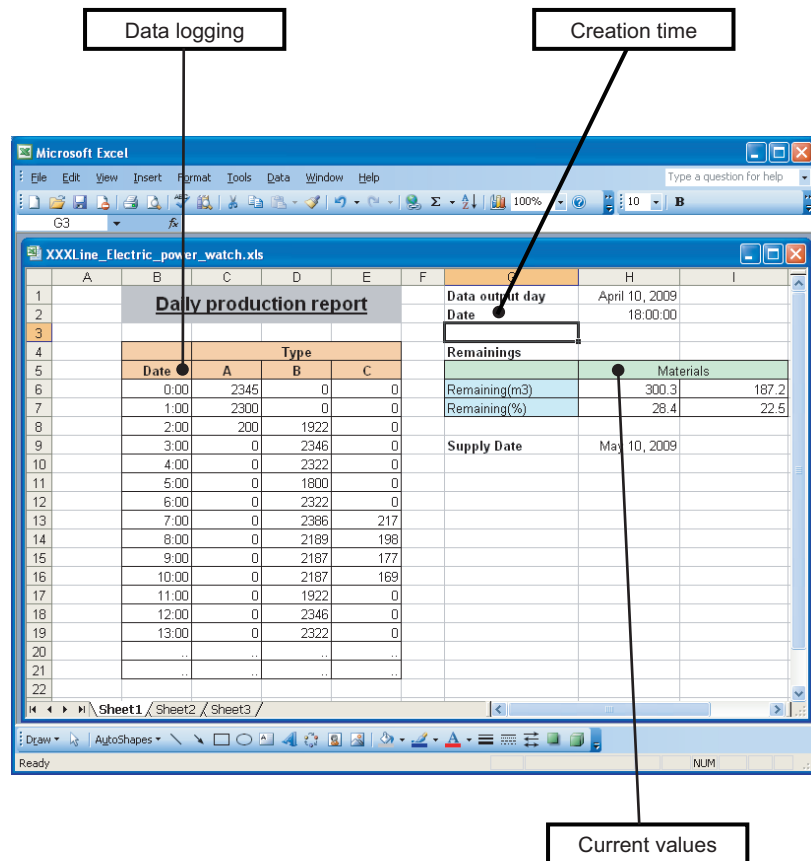 Data logging
Creation time
Microsoft Excel
File Edit View Insert Format Tools Data Window Help
Type a question for help
100%
10
B
G3
fx
XXXLine_Electric_power_watch.xls
A B C D E F G H I
1 Daily production report Data output day April 10, 2009
2 Date 18:00:00
3
4 Type Remainings
5 Date A B C Materials
6 0:00 2345 0 0 Remaining(m3) 300.3 187.2
7 1:00 2300 0 0 Remaining(%) 28.4 22.5
8 2:00 200 1922 0
9 3:00 0 2346 0 Supply Date May 10, 2009
10 4:00 0 2322 0
11 5:00 0 1800 0
12 6:00 0 2322 0
13 7:00 0 2386 217
14 8:00 0 2189 198
15 9:00 0 2187 177
16 10:00 0 2187 169
17 11:00 0 1922 0
18 12:00 0 2346 0
19 13:00 0 2322 0
20 .. .. .. ..
21 .. .. .. ..
22
Sheet1 Sheet2 Sheet3
Draw AutoShapes
Ready
NUM
Current values